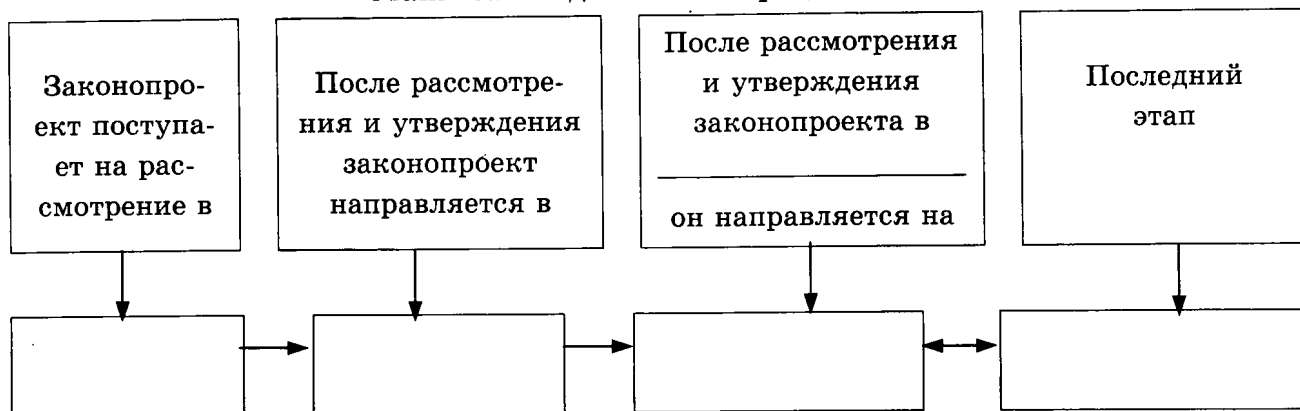 Законопро-
ект поступа-
ет на рас-
смотрение в
После рассмотре-
ния и утверждения
законопроект
направляется в
После рассмотрения
и утверждения
законопроекта в
он направляется на
Последний
этап